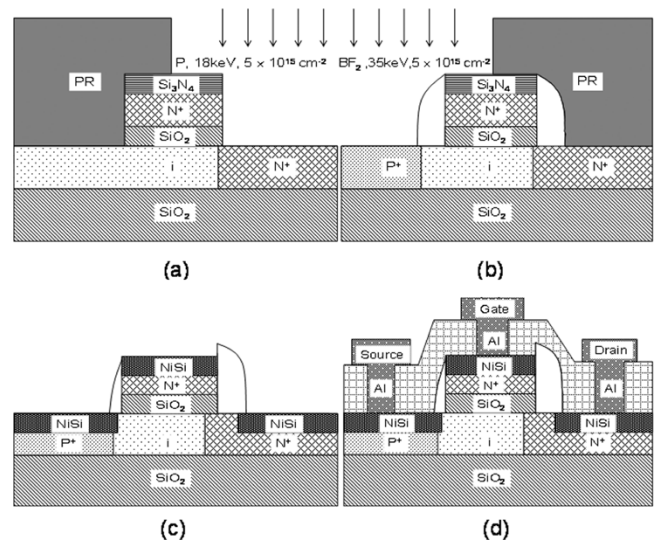 P, 18keV, 5 × 10¹⁵ cm⁻² BF₂ ,35keV,5 × 10¹⁵ cm⁻²
PR
Si₃N₄
N⁺
SiO₂
i
N⁺
SiO₂
(a)
PR
Si₃N₄
N⁺
SiO₂
P⁺
i
N⁺
SiO₂
(b)
NiSi
N⁺
SiO₂
NiSi
NiSi
P⁺
i
N⁺
SiO₂
(c)
Gate
Source
Al
Drain
Al
NiSi
Al
N⁺
SiO₂
NiSi
NiSi
P⁺
i
N⁺
SiO₂
(d)